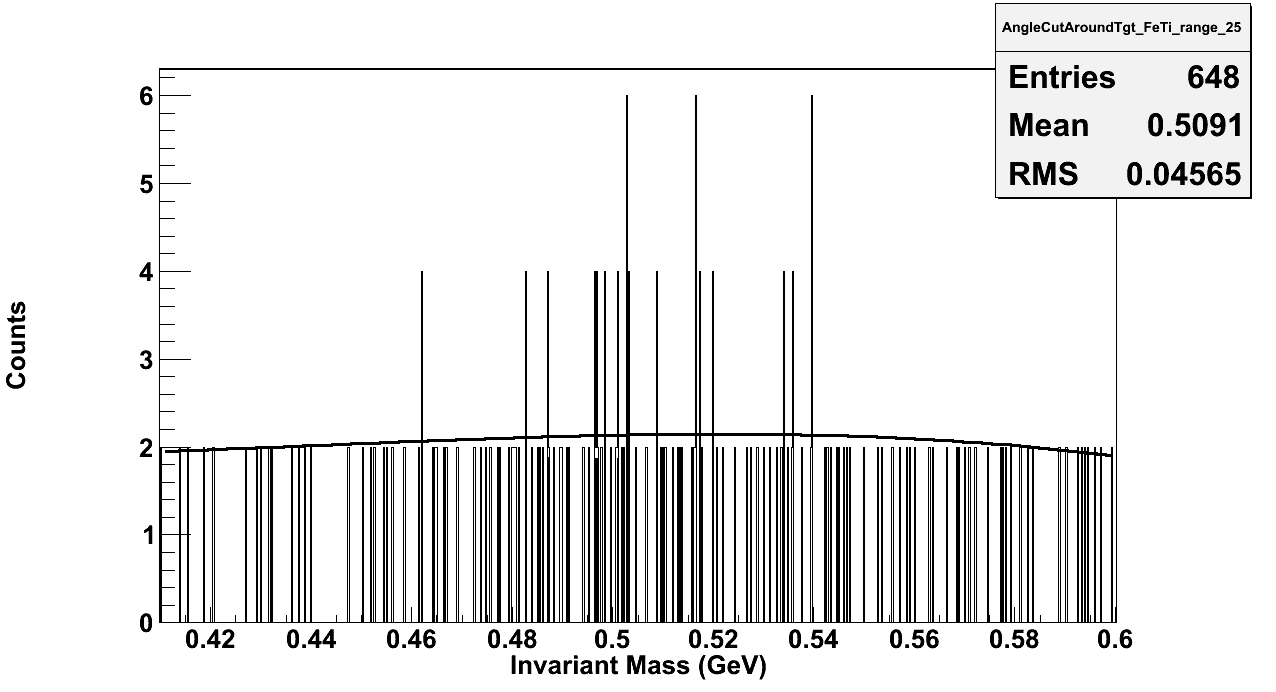 AngleCutAroundTgt_FeTi_range_25
Entries 648
Mean 0.5091
RMS 0.04565
6
5
4
3
2
1
0
Counts
0.42 0.44 0.46 0.48 0.5 0.52 0.54 0.56 0.58 0.6
Invariant Mass (GeV)